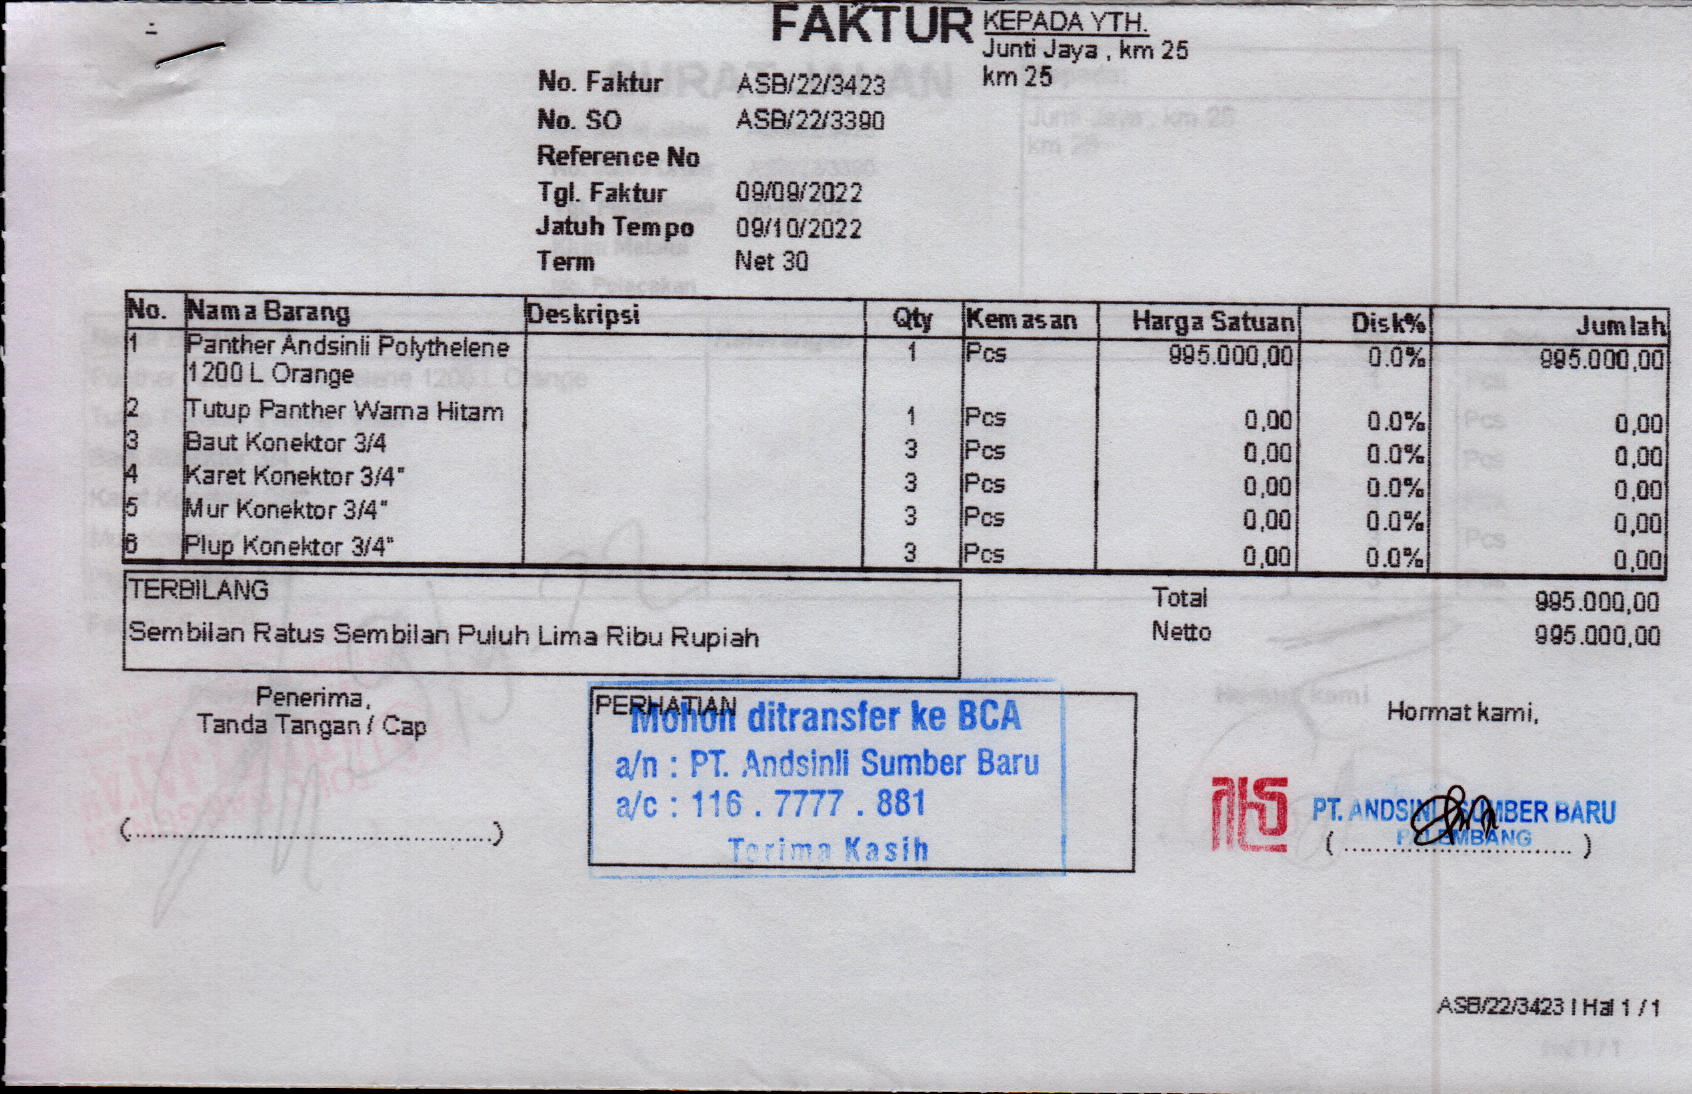 FAKTUR
KEPADA YTH.
Junti Jaya , km 25
km 25
No. Faktur ASB/22/3423
No. SO ASB/22/3390
Reference No
Tgl. Faktur 09/09/2022
Jatuh Tempo 09/10/2022
Term Net 30
No. Nama Barang Deskripsi Qty Kemasan Harga Satuan Disk% Jumlah
1 Panther Andsinli Polythelene 1 Pcs 995.000,00 0.0% 995.000,00
1200 L Orange
2 Tutup Panther Warna Hitam 1 Pcs 0,00 0.0% 0,00
3 Baut Konektor 3/4 3 Pcs 0,00 0.0% 0,00
4 Karet Konektor 3/4" 3 Pcs 0,00 0.0% 0,00
5 Mur Konektor 3/4" 3 Pcs 0,00 0.0% 0,00
6 Plup Konektor 3/4" 3 Pcs 0,00 0.0% 0,00
TERBILANG
Sembilan Ratus Sembilan Puluh Lima Ribu Rupiah
Total 995.000,00
Netto 995.000,00
Penerima,
Tanda Tangan / Cap
(..............................................)
PERHATIAN
Mohon ditransfer ke BCA
a/n : PT. Andsinli Sumber Baru
a/c : 116 . 7777 . 881
Terima Kasih
Hormat kami,
PT. ANDSINLI SUMBER BARU
PALEMBANG
( ............................. )
ASB/22/3423 | Hal 1 / 1